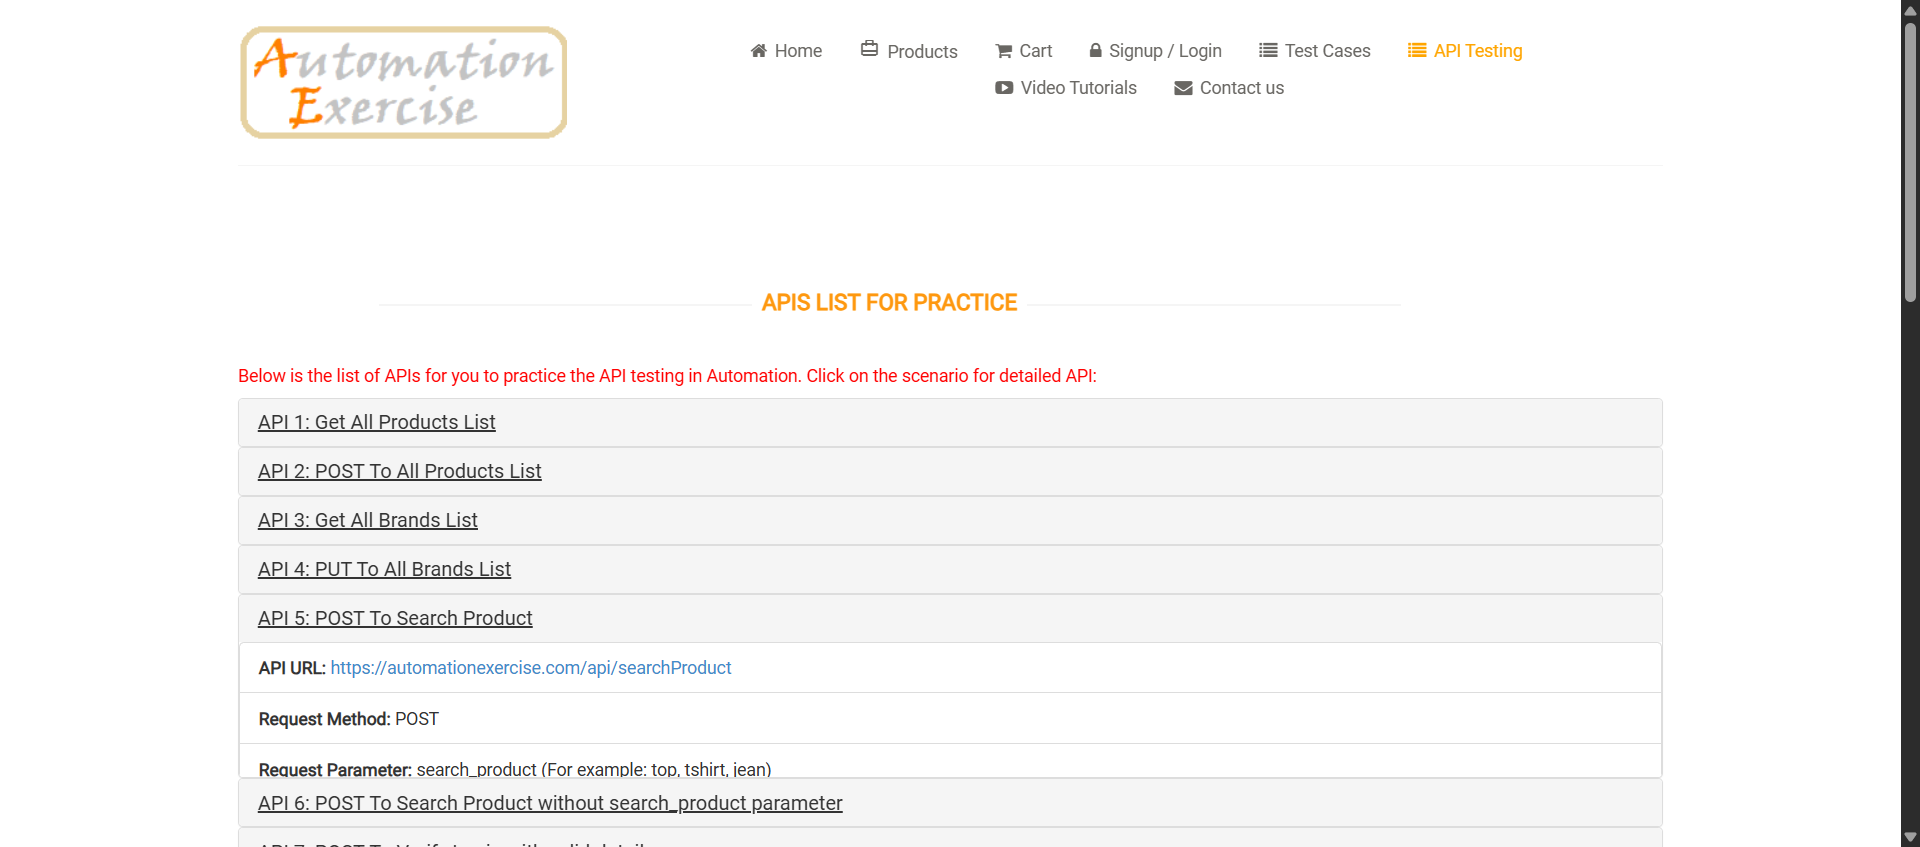 Automation
Exercise
Home
Products
Cart
Signup / Login
Test Cases
API Testing
Video Tutorials
Contact us
APIS LIST FOR PRACTICE
Below is the list of APIs for you to practice the API testing in Automation. Click on the scenario for detailed API:
API 1: Get All Products List
API 2: POST To All Products List
API 3: Get All Brands List
API 4: PUT To All Brands List
API 5: POST To Search Product
API URL: https://automationexercise.com/api/searchProduct
Request Method: POST
Request Parameter: search_product (For example: top, tshirt, jean)
API 6: POST To Search Product without search_product parameter